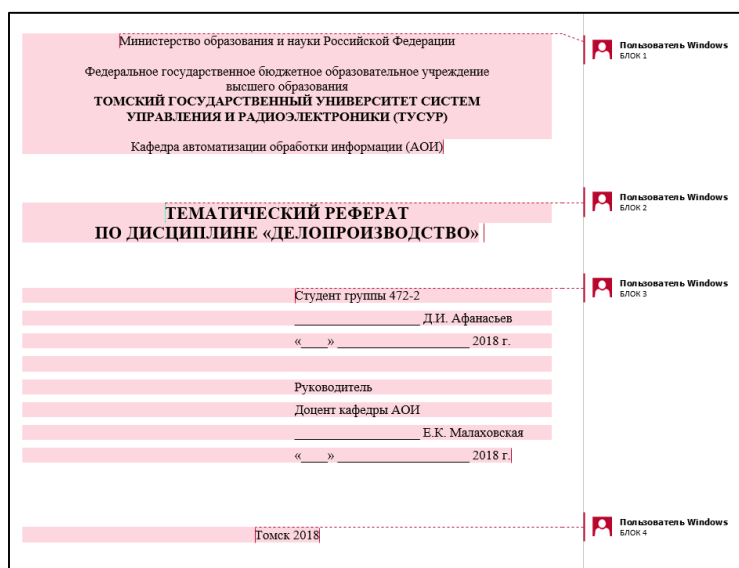 Министерство образования и науки Российской Федерации
Пользователь Windows
БЛОК 1
Федеральное государственное бюджетное образовательное учреждение
высшего образования
ТОМСКИЙ ГОСУДАРСТВЕННЫЙ УНИВЕРСИТЕТ СИСТЕМ
УПРАВЛЕНИЯ И РАДИОЭЛЕКТРОНИКИ (ТУСУР)
Кафедра автоматизации обработки информации (АОИ)
Пользователь Windows
БЛОК 2
ТЕМАТИЧЕСКИЙ РЕФЕРАТ
ПО ДИСЦИПЛИНЕ «ДЕЛОПРОИЗВОДСТВО»
Пользователь Windows
БЛОК 3
Студент группы 472-2
____________________ Д.И. Афанасьев
«____» _____________________ 2018 г.
Руководитель
Доцент кафедры АОИ
____________________ Е.К. Малаховская
«____» _____________________ 2018 г.
Пользователь Windows
БЛОК 4
Томск 2018